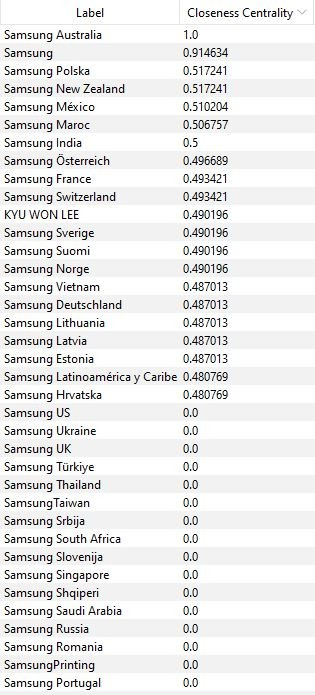 Label Closeness Centrality
Samsung Australia 1.0
Samsung 0.914634
Samsung Polska 0.517241
Samsung New Zealand 0.517241
Samsung México 0.510204
Samsung Maroc 0.506757
Samsung India 0.5
Samsung Österreich 0.496689
Samsung France 0.493421
Samsung Switzerland 0.493421
KYU WON LEE 0.490196
Samsung Sverige 0.490196
Samsung Suomi 0.490196
Samsung Norge 0.490196
Samsung Vietnam 0.487013
Samsung Deutschland 0.487013
Samsung Lithuania 0.487013
Samsung Latvia 0.487013
Samsung Estonia 0.487013
Samsung Latinoamérica y Caribe 0.480769
Samsung Hrvatska 0.480769
Samsung US 0.0
Samsung Ukraine 0.0
Samsung UK 0.0
Samsung Türkiye 0.0
Samsung Thailand 0.0
SamsungTaiwan 0.0
Samsung Srbija 0.0
Samsung South Africa 0.0
Samsung Slovenija 0.0
Samsung Singapore 0.0
Samsung Shqiperi 0.0
Samsung Saudi Arabia 0.0
Samsung Russia 0.0
Samsung Romania 0.0
SamsungPrinting 0.0
Samsung Portugal 0.0